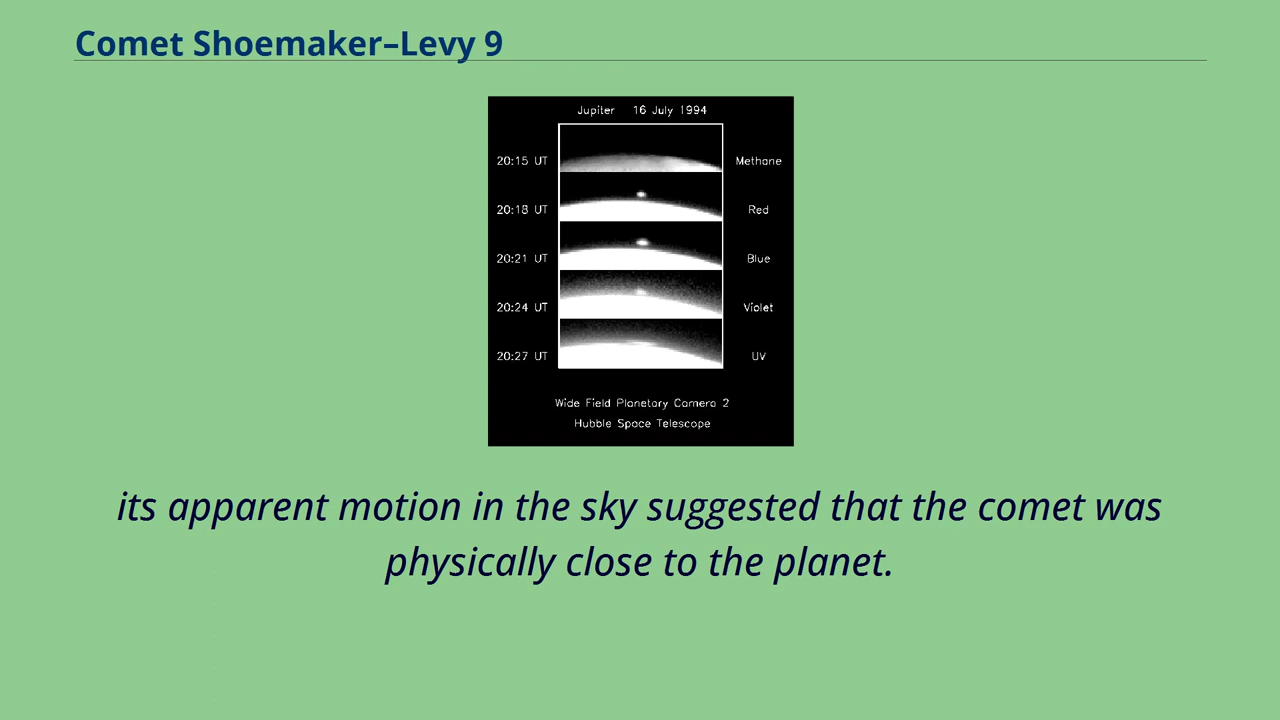 Comet Shoemaker–Levy 9
Jupiter 16 July 1994
20:15 UT Methane
20:18 UT Red
20:21 UT Blue
20:24 UT Violet
20:27 UT UV
Wide Field Planetary Camera 2
Hubble Space Telescope
its apparent motion in the sky suggested that the comet was
physically close to the planet.